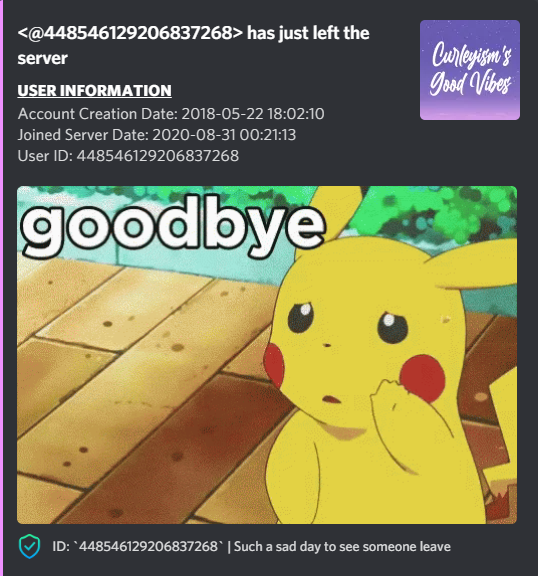 <@448546129206837268> has just left the
server
Curleyism's
Good Vibes
USER INFORMATION
Account Creation Date: 2018-05-22 18:02:10
Joined Server Date: 2020-08-31 00:21:13
User ID: 448546129206837268
goodbye
ID: `448546129206837268` | Such a sad day to see someone leave